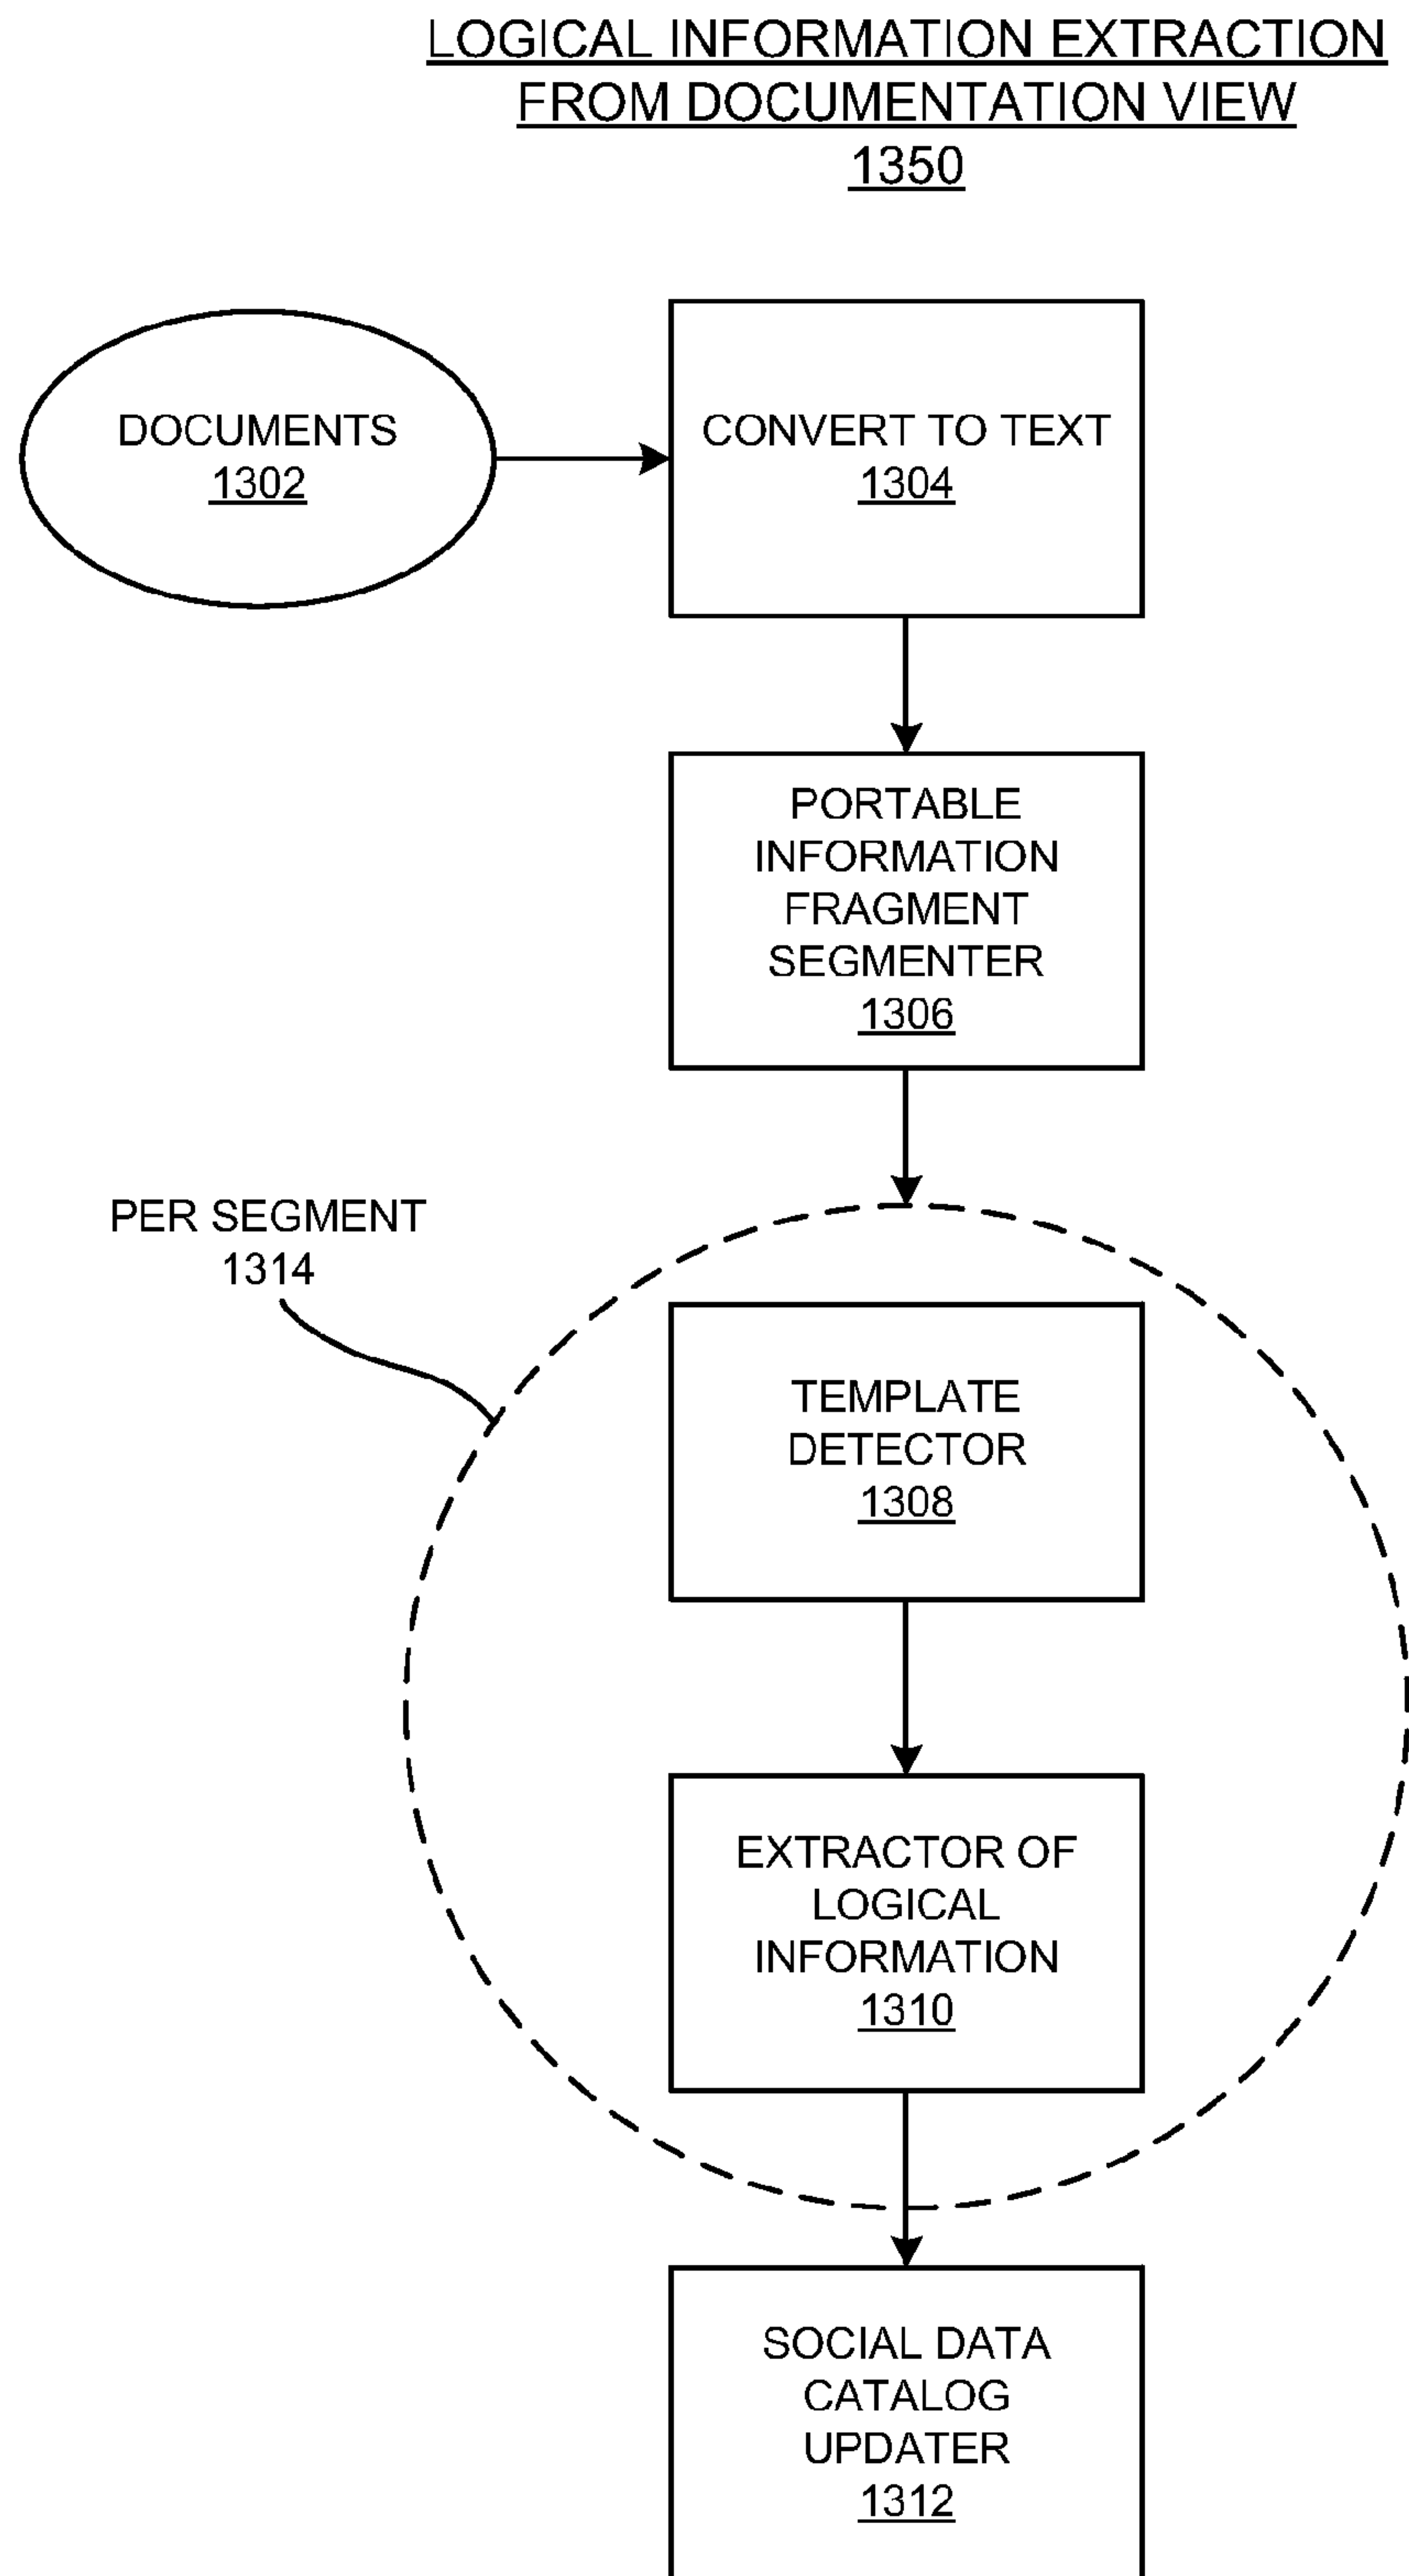 LOGICAL INFORMATION EXTRACTION
FROM DOCUMENTATION VIEW
1350
DOCUMENTS
1302
CONVERT TO TEXT
1304
PORTABLE
INFORMATION
FRAGMENT
SEGMENTER
1306
PER SEGMENT
1314
TEMPLATE
DETECTOR
1308
EXTRACTOR OF
LOGICAL
INFORMATION
1310
SOCIAL DATA
CATALOG
UPDATER
1312